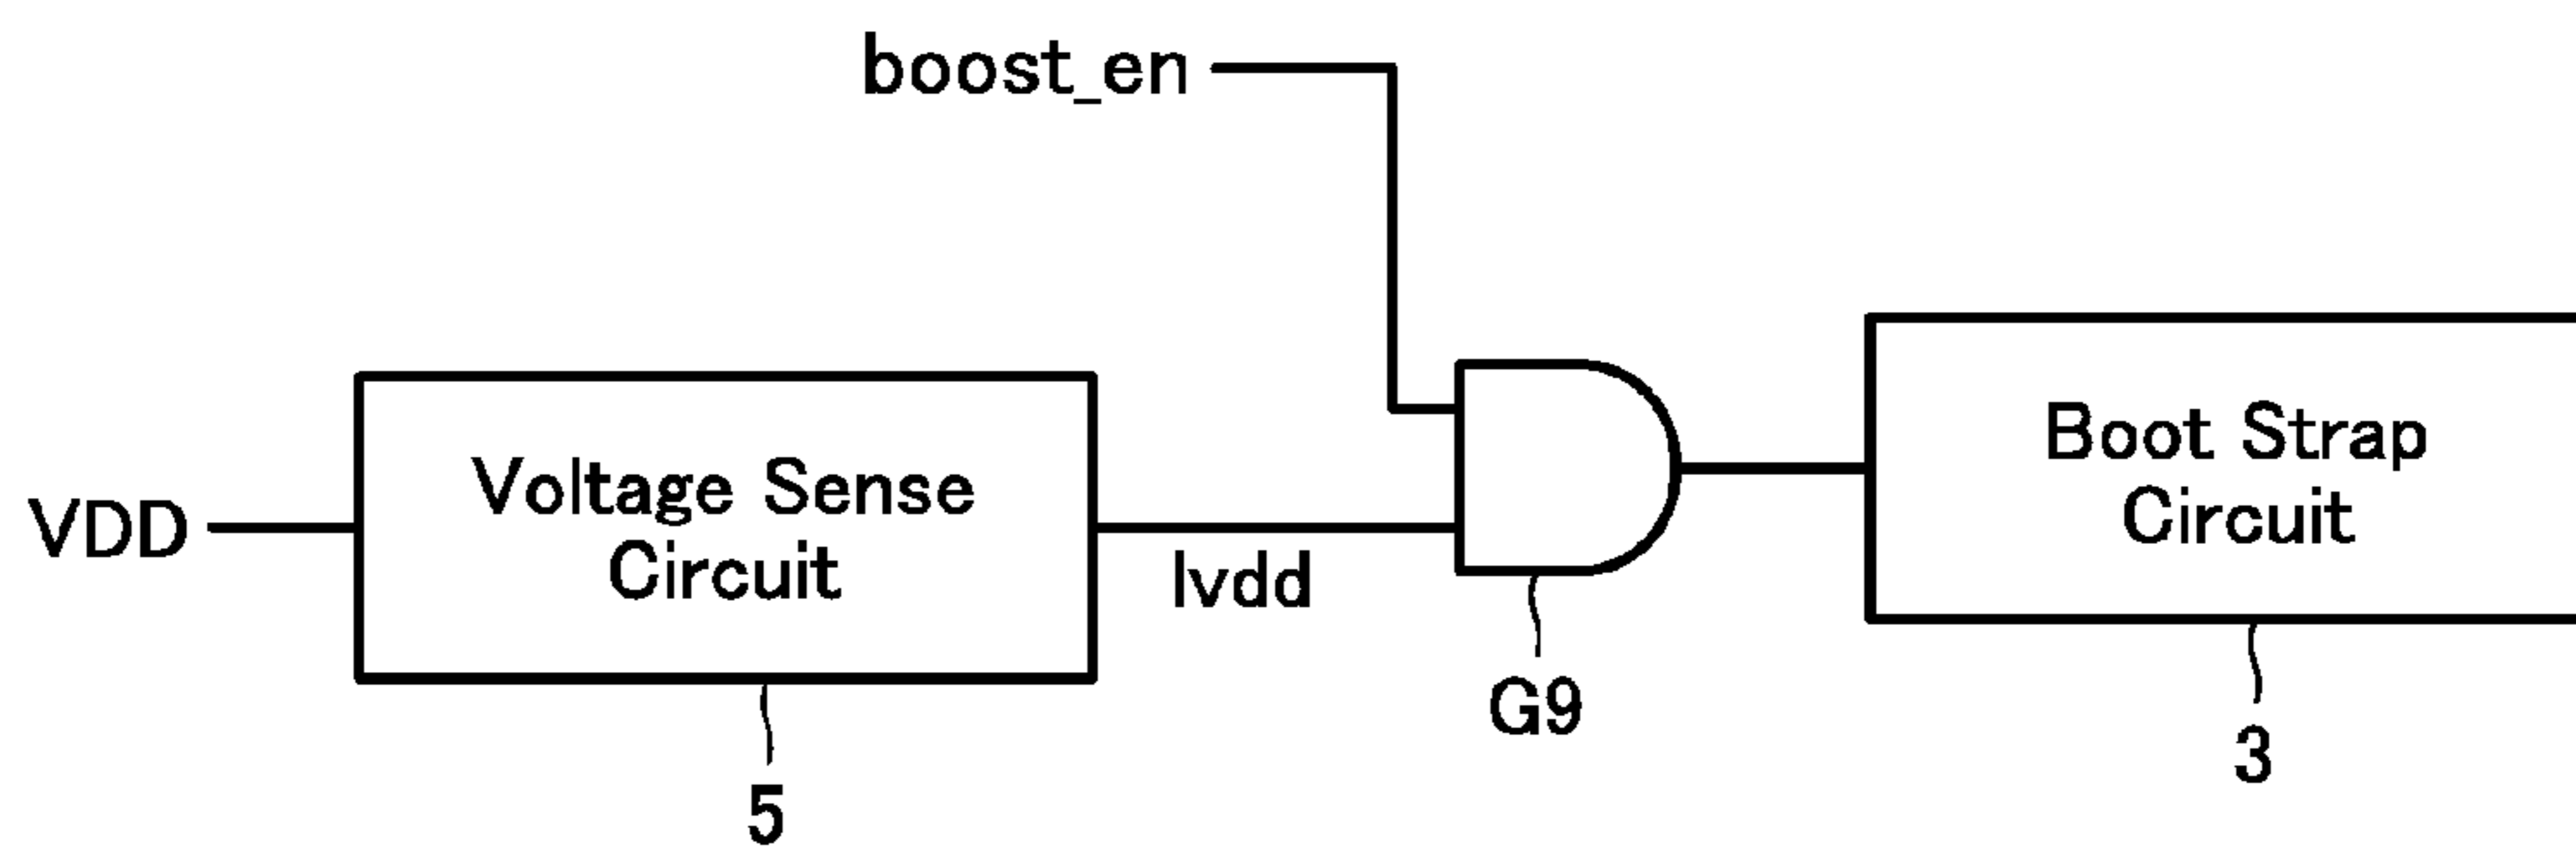 boost_en
VDD
Voltage Sense
Circuit
lvdd
Boot Strap
Circuit
G9
3
5